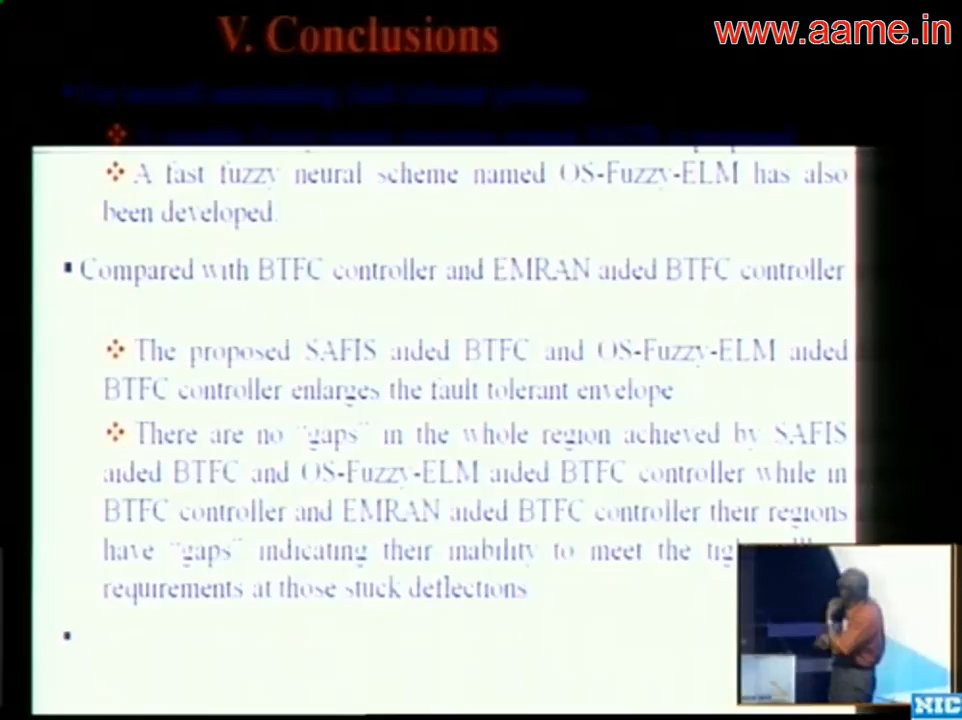 V. Conclusions
www.aame.in
A fast fuzzy neural scheme named OS-Fuzzy-ELM has also
been developed.
Compared with BTFC controller and EMRAN aided BTFC controller
The proposed SAFIS aided BTFC and OS-Fuzzy-ELM aided
BTFC controller enlarges the fault tolerant envelope
There are no "gaps" in the whole region achieved by SAFIS
aided BTFC and OS-Fuzzy-ELM aided BTFC controller while in
BTFC controller and EMRAN aided BTFC controller their regions
have "gaps" indicating their inability to meet the
requirements at those stuck deflections
NIC